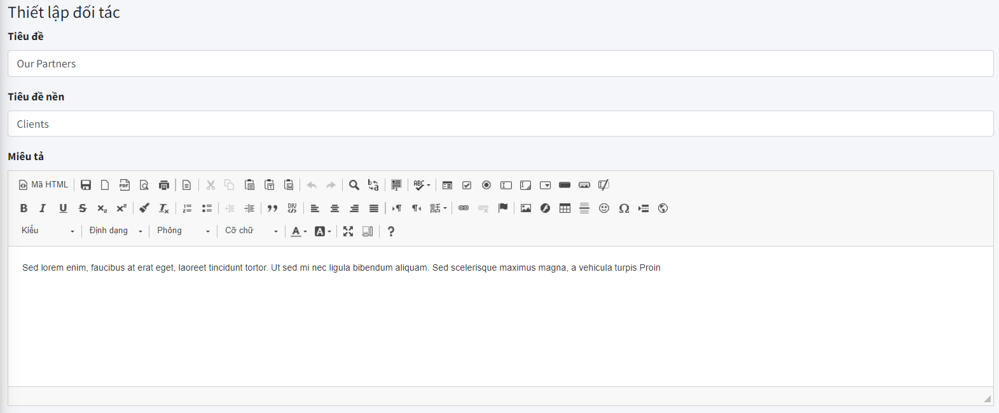 Thiết lập đối tác
Tiêu đề
Our Partners
Tiêu đề nền
Clients
Miêu tả
Mã HTML
Kiểu Định dạng Phông Cỡ chữ
Sed lorem enim, faucibus at erat eget, laoreet tincidunt tortor. Ut sed mi nec ligula bibendum aliquam. Sed scelerisque maximus magna, a vehicula turpis Proin